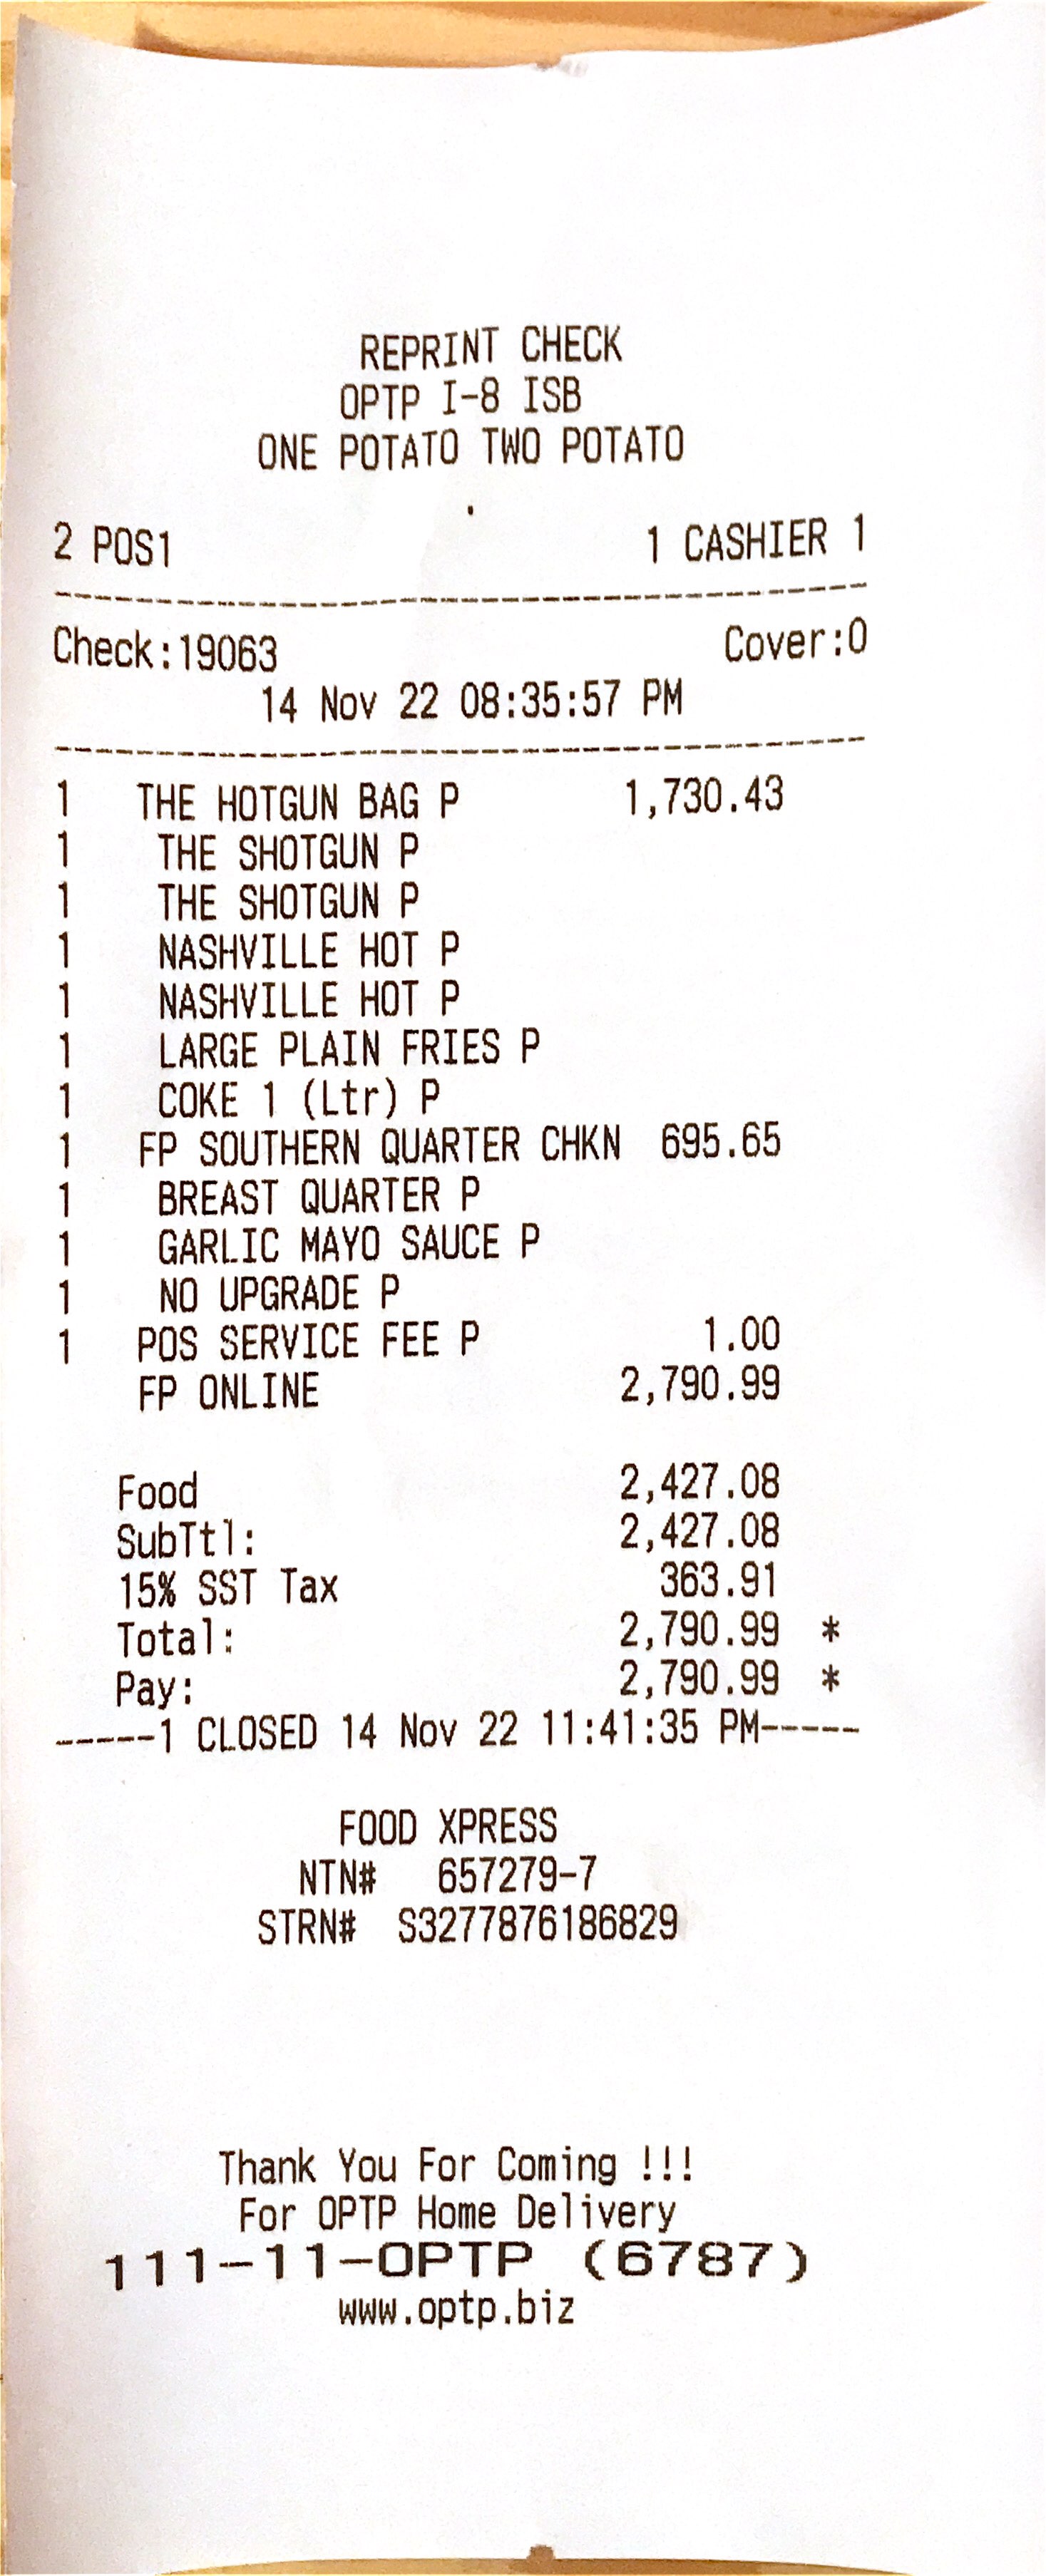 REPRINT CHECK
OPTP I-8 ISB
ONE POTATO TWO POTATO
.
2 POS1 1 CASHIER 1
----------------------------------------
Check:19063 Cover:0
14 Nov 22 08:35:57 PM
----------------------------------------
1 THE HOTGUN BAG P 1,730.43
1 THE SHOTGUN P
1 THE SHOTGUN P
1 NASHVILLE HOT P
1 NASHVILLE HOT P
1 LARGE PLAIN FRIES P
1 COKE 1 (Ltr) P
1 FP SOUTHERN QUARTER CHKN 695.65
1 BREAST QUARTER P
1 GARLIC MAYO SAUCE P
1 NO UPGRADE P
1 POS SERVICE FEE P 1.00
FP ONLINE 2,790.99
Food 2,427.08
SubTtl: 2,427.08
15% SST Tax 363.91
Total: 2,790.99 *
Pay: 2,790.99 *
-----1 CLOSED 14 Nov 22 11:41:35 PM-----
FOOD XPRESS
NTN# 657279-7
STRN# S3277876186829
Thank You For Coming !!!
For OPTP Home Delivery
111-11-OPTP (6787)
www.optp.biz